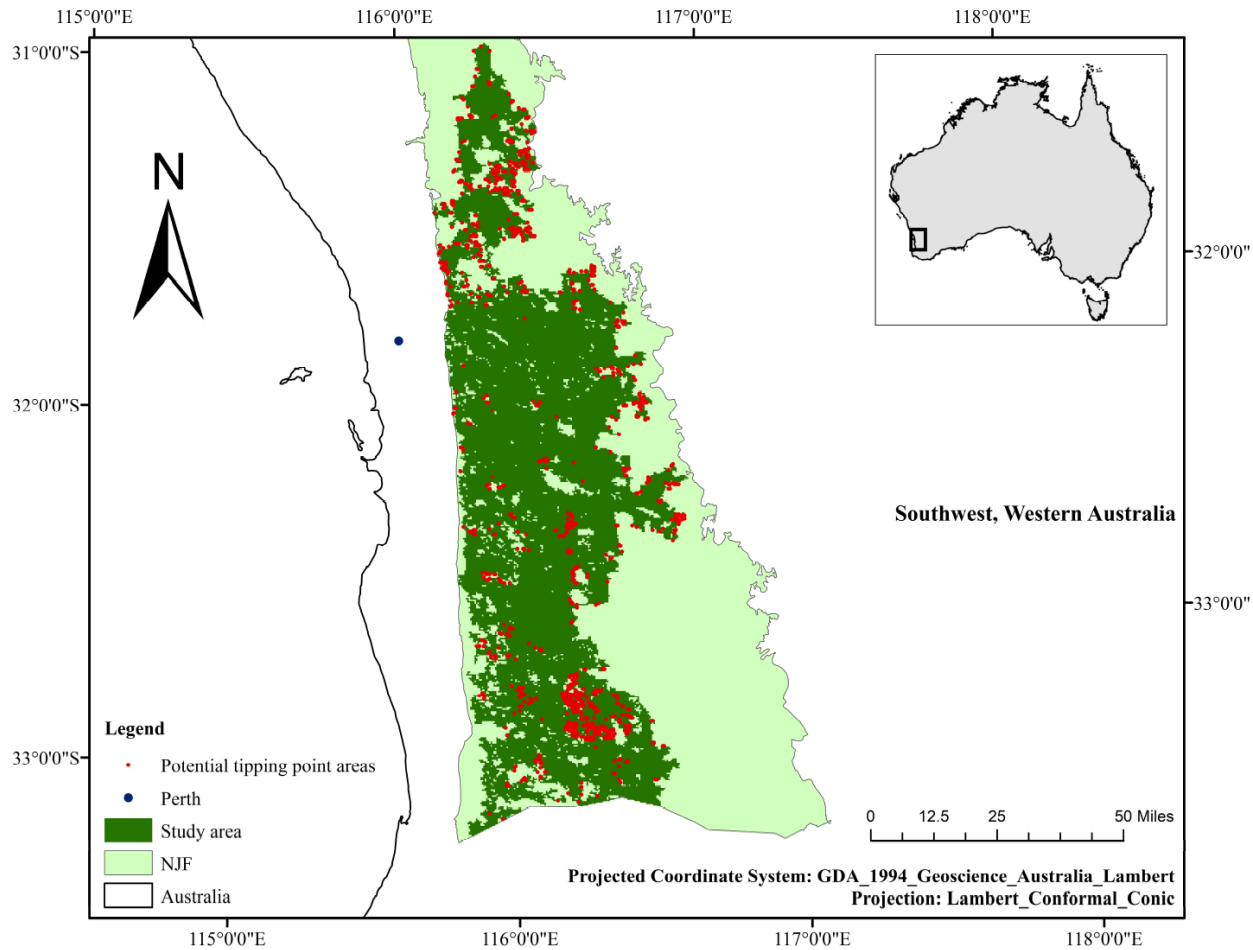 115°0'0"E 116°0'0"E 117°0'0"E 118°0'0"E
31°0'0"S
N
32°0'0"
32°0'0"S
Southwest, Western Australia
33°0'0"
Legend
Potential tipping point areas
33°0'0"S
Perth
Study area
0 12.5 25 50 Miles
NJF
Projected Coordinate System: GDA_1994_Geoscience_Australia_Lambert
Australia
Projection: Lambert_Conformal_Conic
115°0'0"E 116°0'0"E 117°0'0"E 118°0'0"E